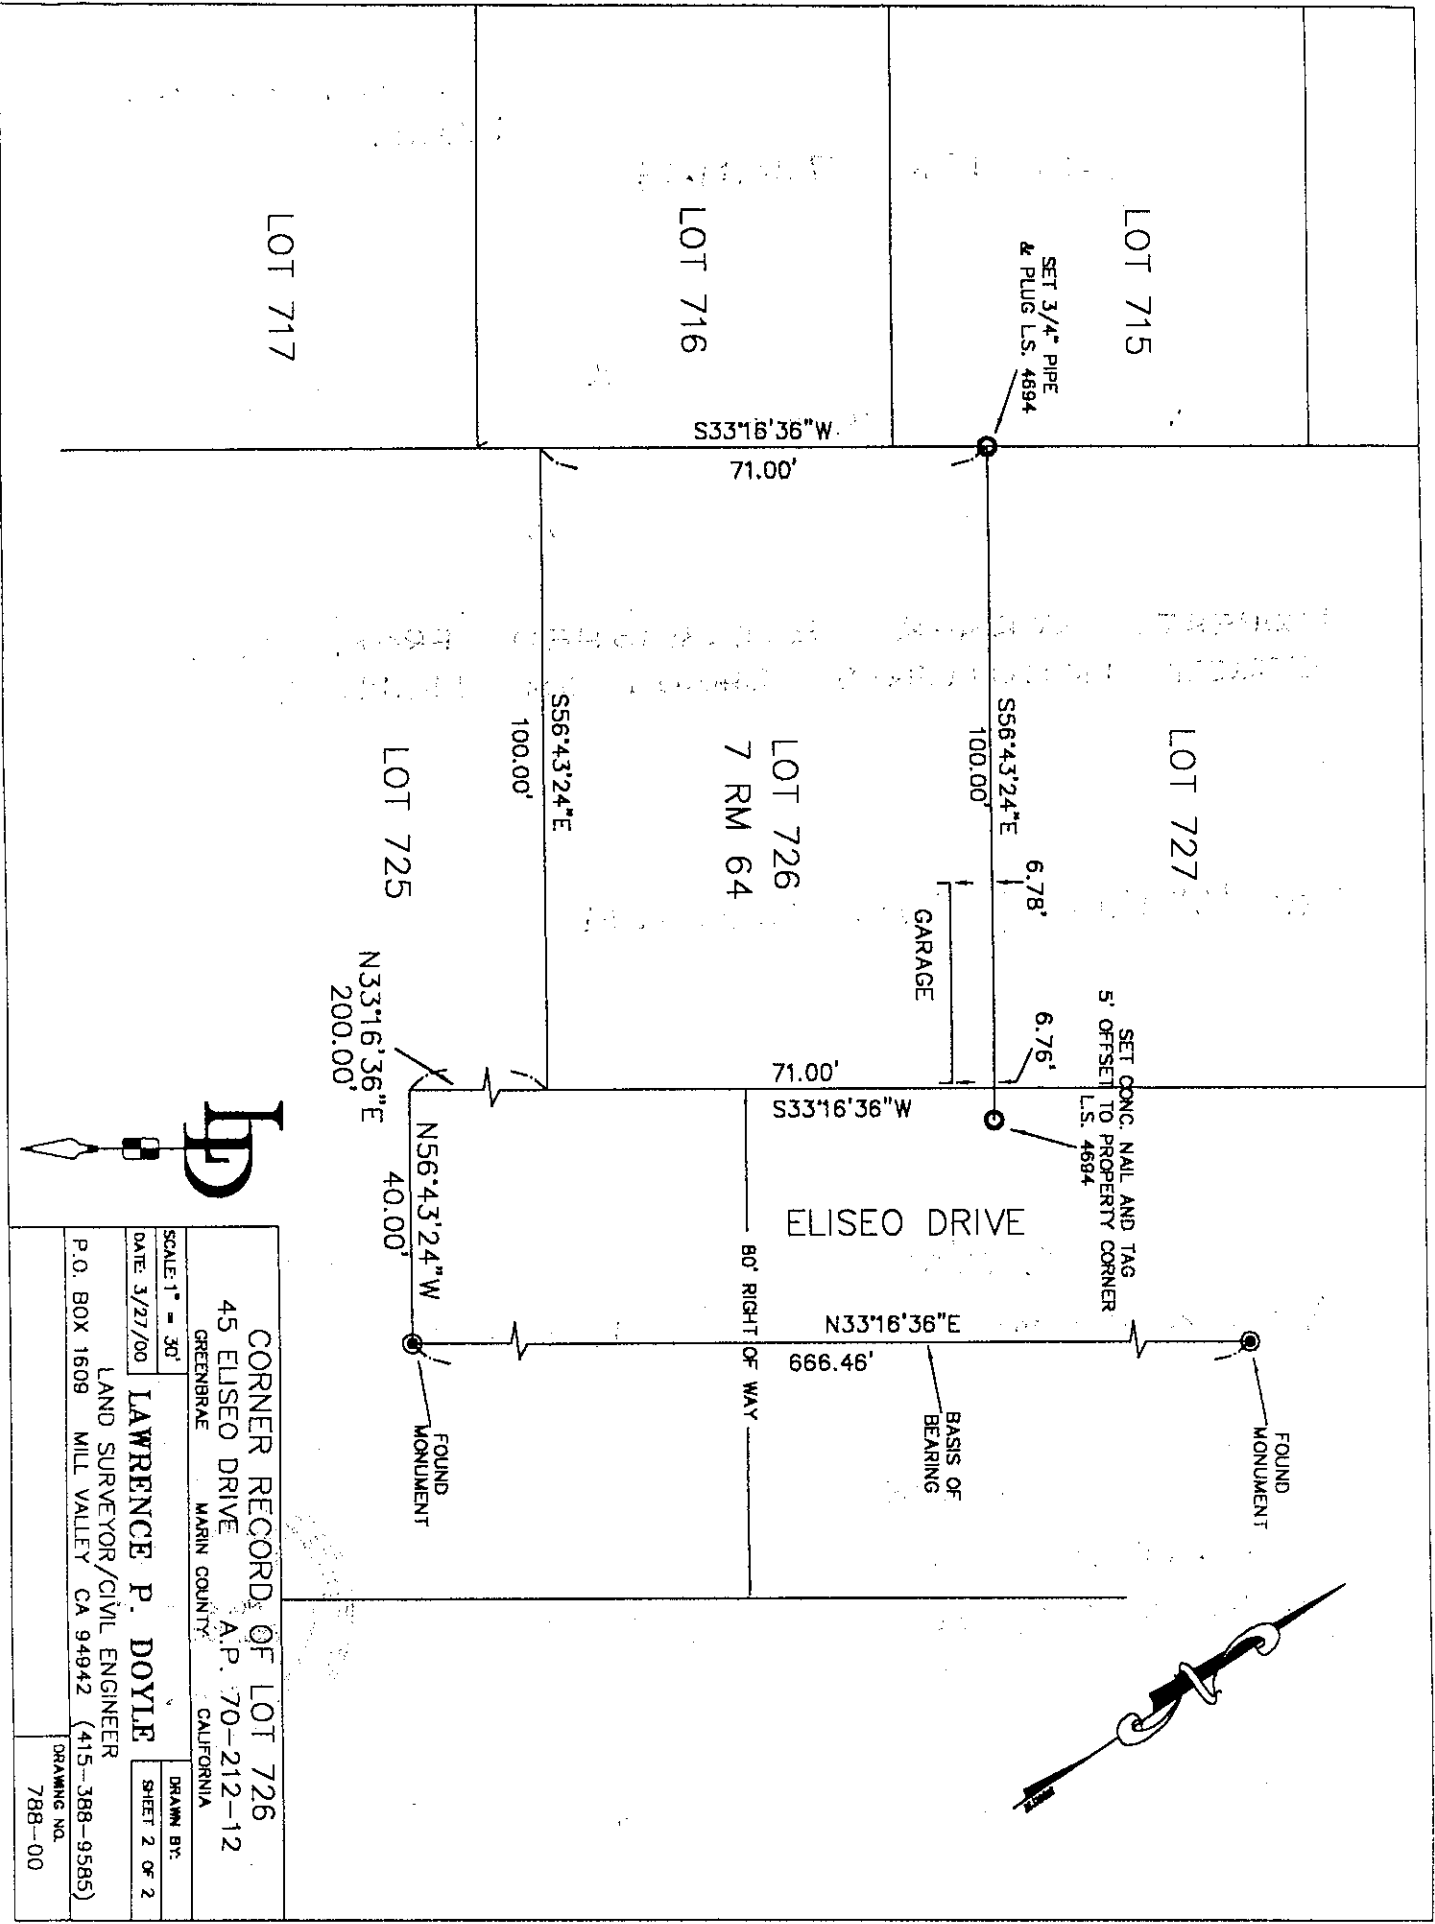 LOT 715
LOT 716
LOT 717
SET 3/4" PIPE
& PLUG L.S. 4694
S33°16'36"W
71.00'
S56°43'24"E
100.00'
S56°43'24"E
100.00'
LOT 727
LOT 726
7 RM 64
LOT 725
6.78'
GARAGE
6.76'
SET CONC. NAIL AND TAG
5' OFFSET TO PROPERTY CORNER
L.S. 4694
71.00'
S33°16'36"W
N33°16'36"E
200.00'
N56°43'24"W
40.00'
ELISEO DRIVE
80' RIGHT OF WAY
N33°16'36"E
666.46'
BASIS OF
BEARING
FOUND
MONUMENT
FOUND
MONUMENT
CORNER RECORD OF LOT 726
45 ELISEO DRIVE A.P. 70-212-12
GREENBRAE MARIN COUNTY CALIFORNIA
SCALE: 1" = 30'
DATE: 3/27/00
LAWRENCE P. DOYLE
LAND SURVEYOR/CIVIL ENGINEER
P.O. BOX 1609 MILL VALLEY CA 94942 (415-388-9585)
DRAWN BY:
SHEET 2 OF 2
DRAWING NO.
788-00